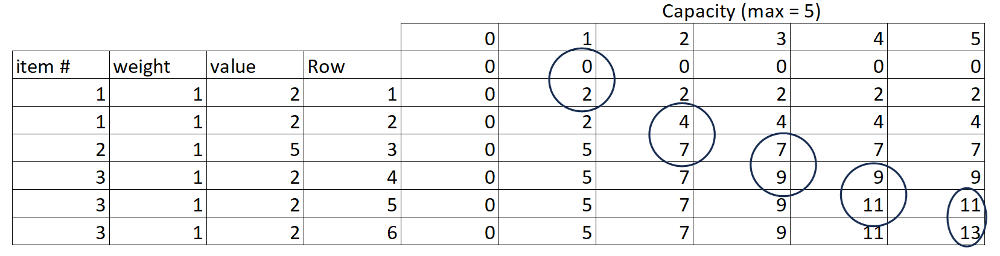 Capacity (max = 5)
0 1 2 3 4 5
item # weight value Row 0 0 0 0 0 0
1 1 2 1 0 2 2 2 2 2
1 1 2 2 0 2 4 4 4 4
2 1 5 3 0 5 7 7 7 7
3 1 2 4 0 5 7 9 9 9
3 1 2 5 0 5 7 9 11 11
3 1 2 6 0 5 7 9 11 13